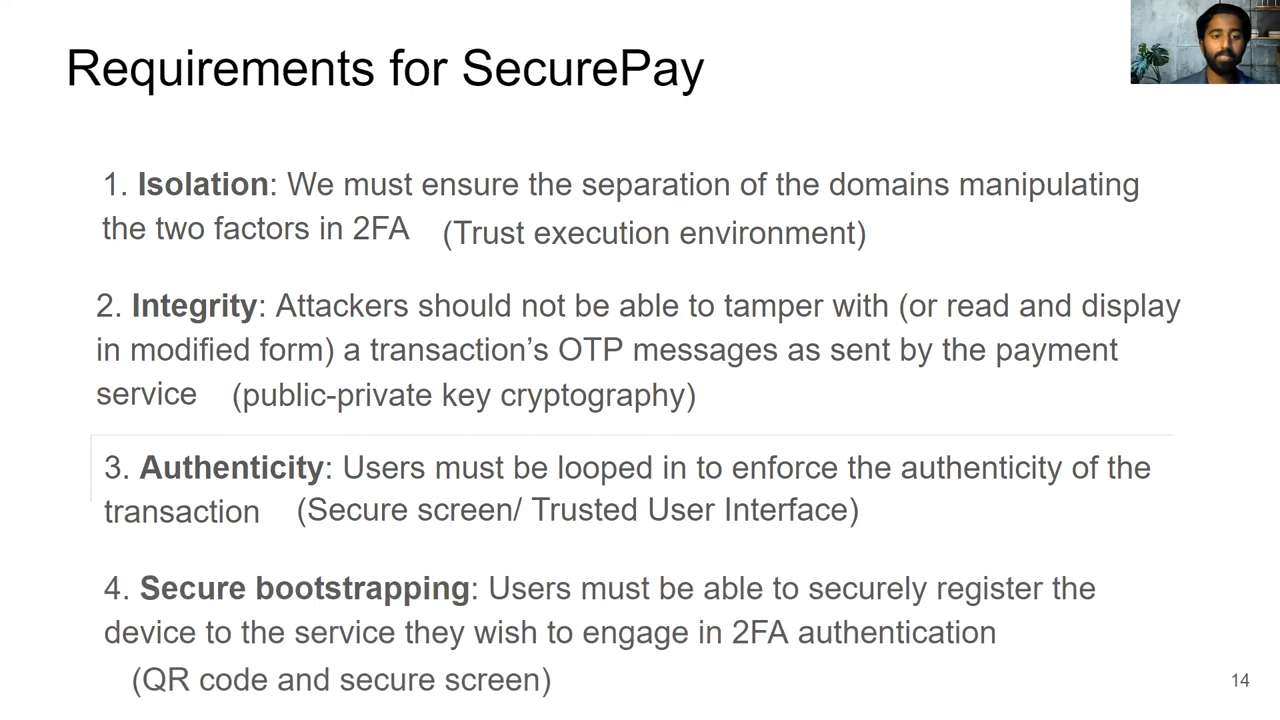 Requirements for SecurePay
1. Isolation: We must ensure the separation of the domains manipulating
the two factors in 2FA (Trust execution environment)
2. Integrity: Attackers should not be able to tamper with (or read and display
in modified form) a transaction’s OTP messages as sent by the payment
service (public-private key cryptography)
3. Authenticity: Users must be looped in to enforce the authenticity of the
transaction (Secure screen/ Trusted User Interface)
4. Secure bootstrapping: Users must be able to securely register the
device to the service they wish to engage in 2FA authentication
(QR code and secure screen)
14